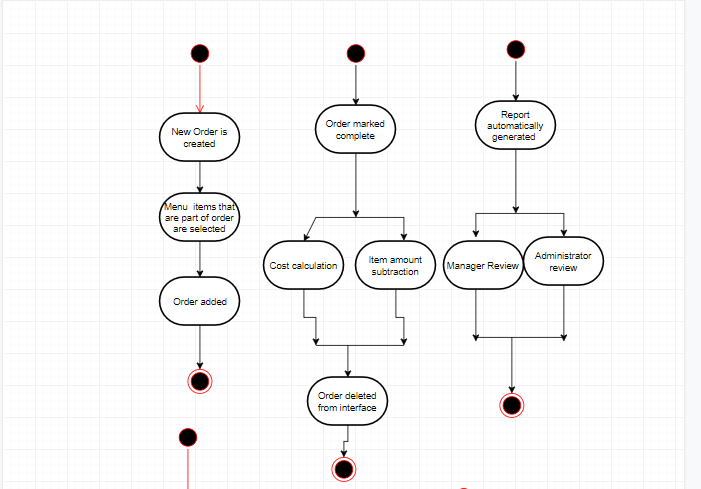 New Order is
created
Menu items that
are part of order
are selected
Order added
Order marked
complete
Cost calculation
Item amount
subtraction
Order deleted
from interface
Report
automatically
generated
Manager Review
Administrator
review